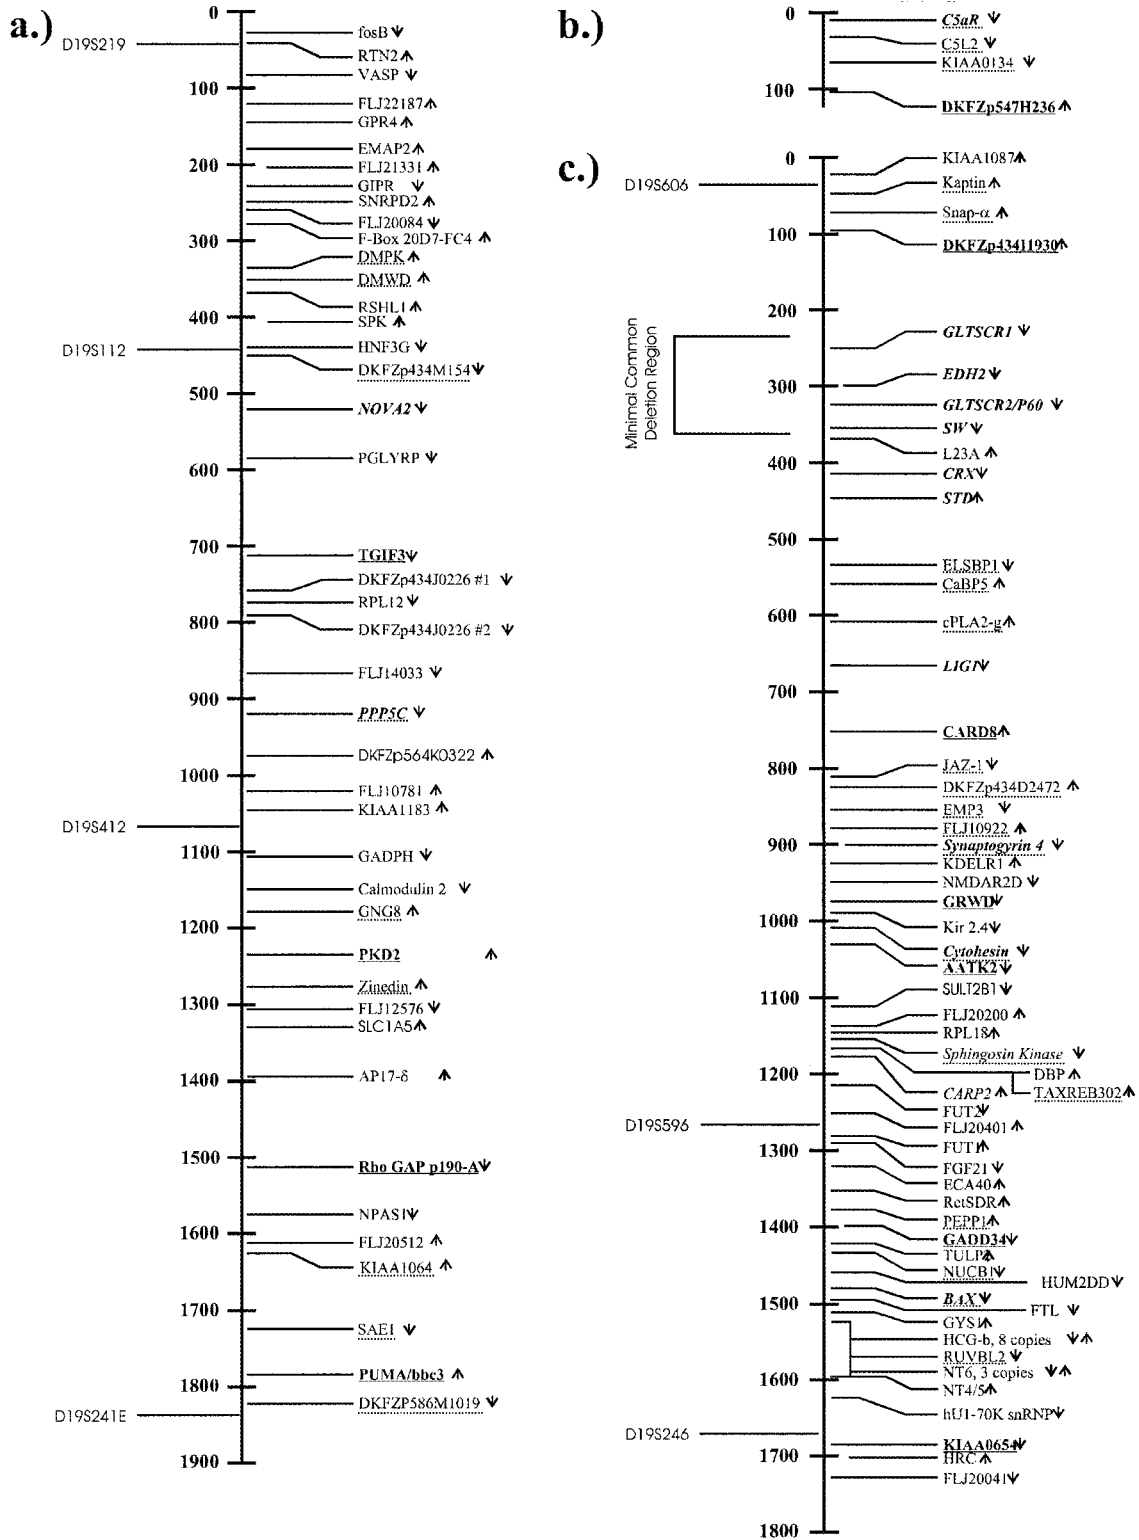 a.)
0
fosB
D19S219
RTN2
VASP
100
FLJ22187
GPR4
EMAP2
200
FLJ21331
GIPR
SNRPD2
FLJ20084
F-Box 20D7-FC4
300
DMPK
DMWD
RSHL1
400
SPK
D19S112
HNF3G
DKFZp434M154
500
NOVA2
PGLYRP
600
700
TGIF3
DKFZp434J0226 #1
RPL12
800
DKFZp434J0226 #2
FLJ14033
900
PPP5C
DKFZp564K0322
1000
FLJ10781
KIAA1183
D19S412
1100
GADPH
Calmodulin 2
GNG8
1200
PKD2
Zinedin
1300
FLJ12576
SLC1A5
1400
AP17-δ
1500
Rho GAP p190-A
NPAS1
1600
FLJ20512
KIAA1064
1700
SAE1
PUMA/bbc3
1800
DKFZP586M1019
D19S241E
1900
b.)
0
C5aR
C5L2
KIAA0134
100
DKFZp547H236
c.)
0
KIAA1087
D19S606
Kaptin
Snap-α
100
DKFZp434I1930
200
Minimal Common
Deletion Region
GLTSCR1
300
EDH2
GLTSCR2/P60
SW
L23A
400
CRX
STD
500
ELSBP1
CaBP5
600
cPLA2-g
LIG1
700
CARD8
JAZ-1
800
DKFZp434D2472
EMP3
FLJ10922
900
Synaptogyrin 4
KDELR1
NMDAR2D
GRWD
1000
Kir 2.4
Cytohesin
AATK2
SULT2B1
1100
FLJ20200
RPL18
Sphingosin Kinase
1200
DBP
CARP2
TAXREB302
FUT2
D19S596
FLJ20401
1300
FUT1
FGF21
ECA40
RetSDR
1400
PEPP1
GADD34
TULP2
NUCB1
HUM2DD
1500
BAX
FTL
GYS1
HCG-b, 8 copies
RUVBL2
1600
NT6, 3 copies
NT4/5
hU1-70K snRNP
D19S246
1700
KIAA0654
HRC
FLJ20041
1800